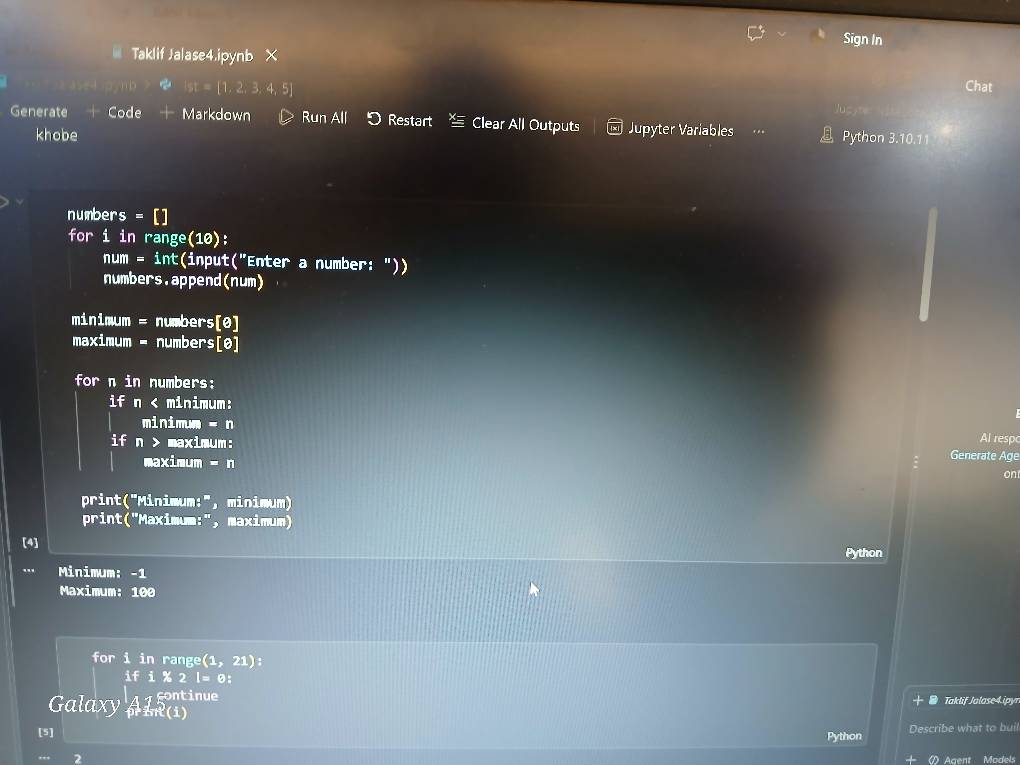 Sign In
Taklif Jalase4.ipynb
lst = [1, 2, 3, 4, 5]
Chat
Generate + Code + Markdown Run All Restart Clear All Outputs Jupyter Variables ...
khobe
Python 3.10.11
numbers = []
for i in range(10):
num = int(input("Enter a number: "))
numbers.append(num)
minimum = numbers[0]
maximum = numbers[0]
for n in numbers:
if n < minimum:
minimum = n
if n > maximum:
maximum = n
print("Minimum:", minimum)
print("Maximum:", maximum)
[4]
Python
AI
Generate
Minimum: -1
Maximum: 100
for i in range(1, 21):
if i % 2 != 0:
continue
print(i)
Galaxy A15
[5]
Python
2
Taklif Jalase4.ipyn
Describe what to
Agent Models